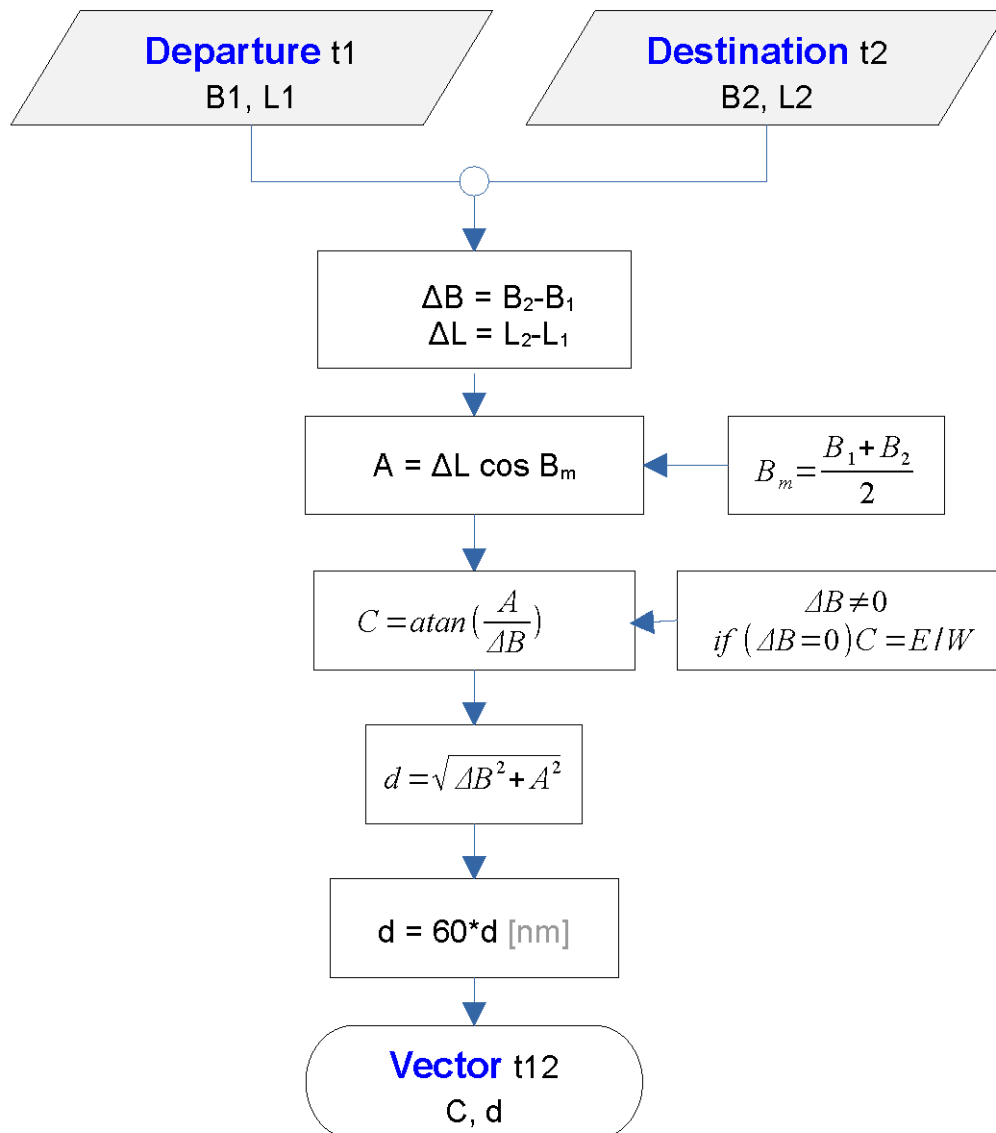 Departure t1
B1, L1
Destination t2
B2, L2
ΔB = B₂-B₁
ΔL = L₂-L₁
A = ΔL cos Bₘ
Bₘ = (B₁ + B₂) / 2
C = atan(A/ΔB)
ΔB≠0
if (ΔB=0)C=E/W
d = √(ΔB² + A²)
d = 60*d [nm]
Vector t12
C, d